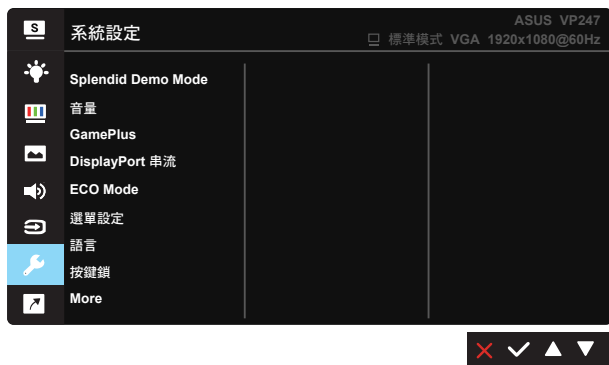 S
系統設定
ASUS VP247
標準模式 VGA 1920x1080@60Hz
Splendid Demo Mode
音量
GamePlus
DisplayPort 串流
ECO Mode
選單設定
語言
按鍵鎖
More